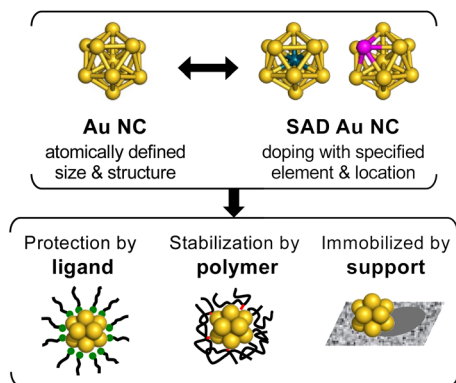 Au NC
atomically defined
size & structure
SAD Au NC
doping with specified
element & location
Protection by
ligand
Stabilization by
polymer
Immobilized by
support